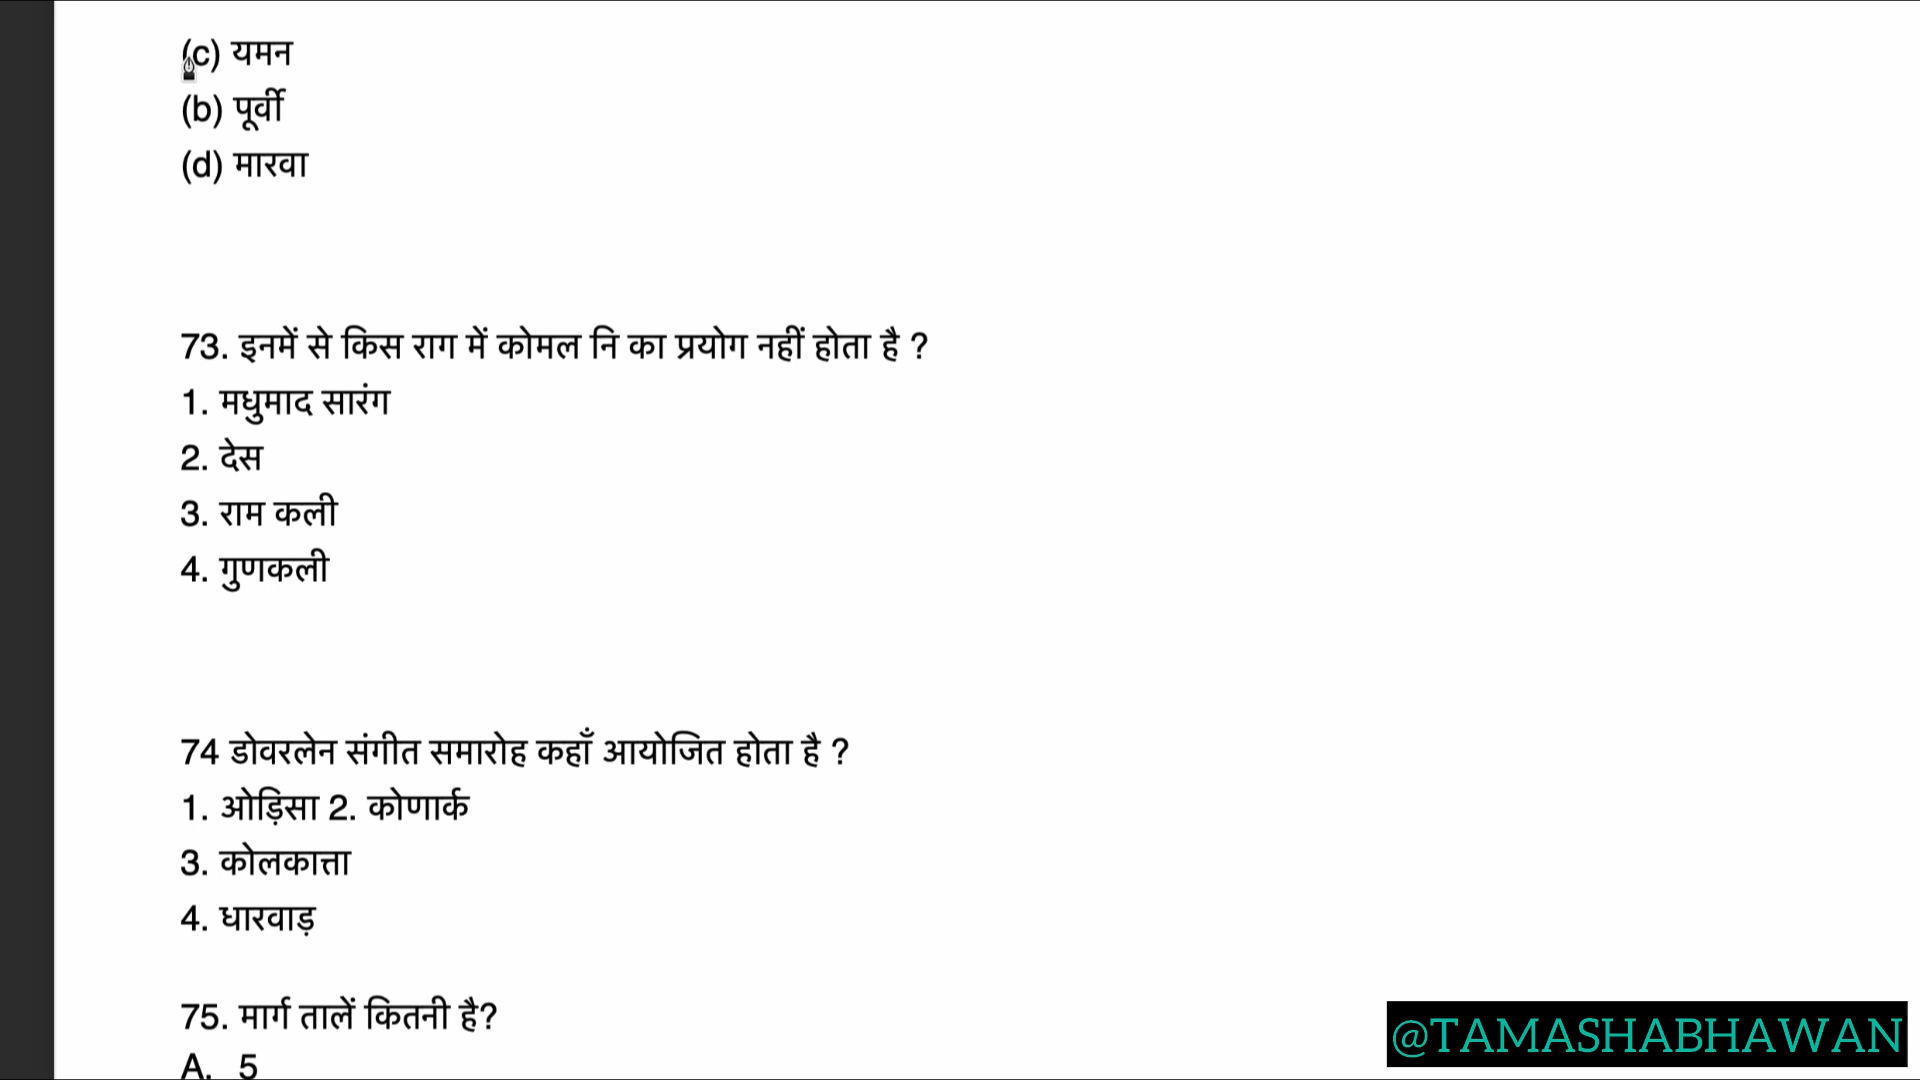 (c) यमन
(b) पूर्वी
(d) मारवा
73. इनमें से किस राग में कोमल नि का प्रयोग नहीं होता है ?
1. मधुमाद सारंग
2. देस
3. राम कली
4. गुणकली
74 डोवरलेन संगीत समारोह कहाँ आयोजित होता है ?
1. ओड़िसा 2. कोणार्क
3. कोलकात्ता
4. धारवाड़
75. मार्ग तालें कितनी है?
A. 5
@TAMASHABHAWAN